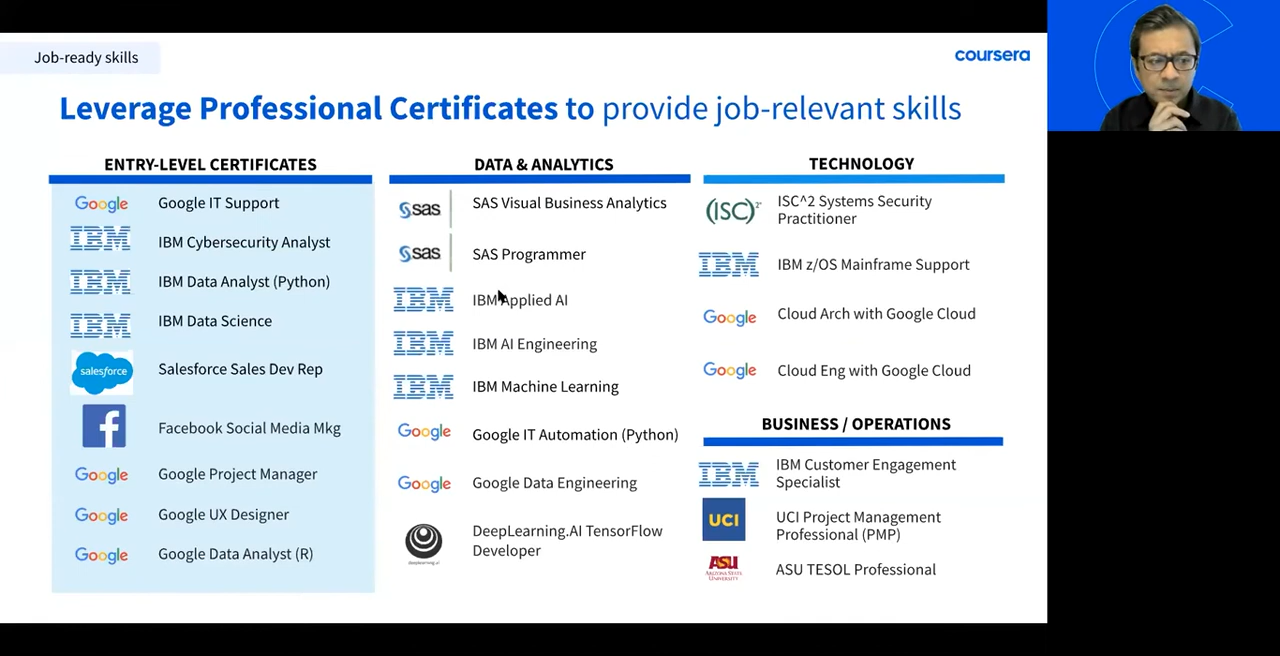 Job-ready skills
coursera
Leverage Professional Certificates to provide job-relevant skills
ENTRY-LEVEL CERTIFICATES
Google Google IT Support
IBM IBM Cybersecurity Analyst
IBM IBM Data Analyst (Python)
IBM IBM Data Science
salesforce Salesforce Sales Dev Rep
f Facebook Social Media Mkg
Google Google Project Manager
Google Google UX Designer
Google Google Data Analyst (R)
DATA & ANALYTICS
sas SAS Visual Business Analytics
sas SAS Programmer
IBM IBM Applied AI
IBM IBM AI Engineering
IBM IBM Machine Learning
Google Google IT Automation (Python)
Google Google Data Engineering
DeepLearning.AI TensorFlow
Developer
deeplearning.ai
TECHNOLOGY
(ISC)² ISC^2 Systems Security
Practitioner
IBM IBM z/OS Mainframe Support
Google Cloud Arch with Google Cloud
Google Cloud Eng with Google Cloud
BUSINESS / OPERATIONS
IBM IBM Customer Engagement
Specialist
UCI UCI Project Management
Professional (PMP)
ASU ASU TESOL Professional
Arizona State
University